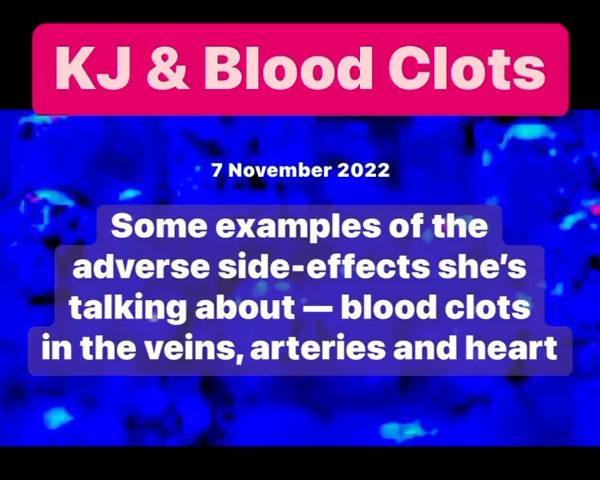 KJ & Blood Clots
7 November 2022
Some examples of the
adverse side-effects she’s
talking about — blood clots
in the veins, arteries and heart